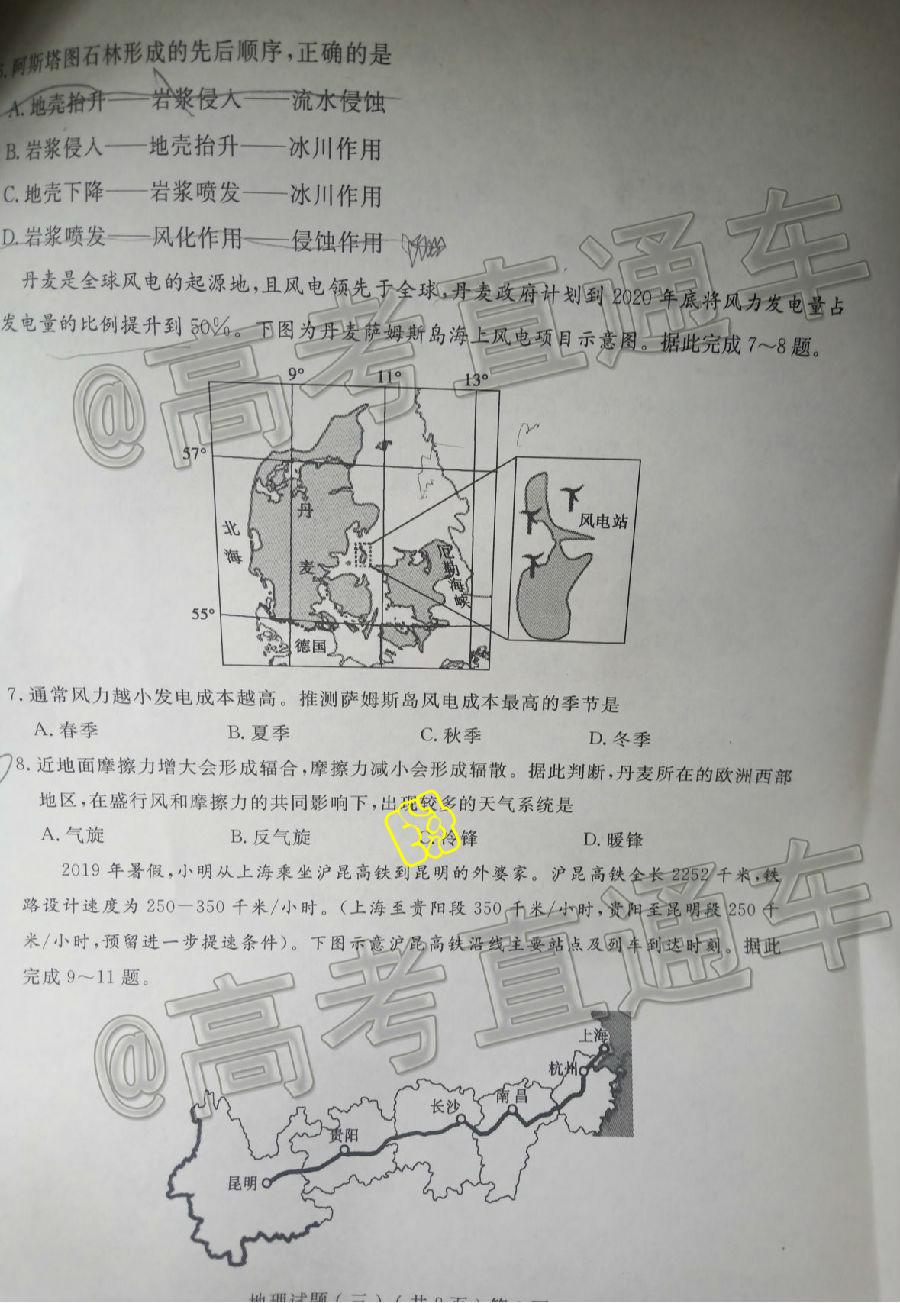 6.阿斯塔图石林形成的先后顺序,正确的是
A.地壳抬升——岩浆侵入——流水侵蚀
B.岩浆侵入——地壳抬升——冰川作用
C.地壳下降——岩浆喷发——冰川作用
D.岩浆喷发——风化作用——侵蚀作用
丹麦是全球风电的起源地,且风电领先于全球,丹麦政府计划到 2020 年底将风力发电量占
发电量的比例提升到 50%。下图为丹麦萨姆斯岛海上风电项目示意图。据此完成 7～8 题。
@高考直通车
9° 11° 13°
57°
北海
丹
麦
厄勒海峡
风电站
55°
德国
7.通常风力越小发电成本越高。推测萨姆斯岛风电成本最高的季节是
A.春季 B.夏季 C.秋季 D.冬季
8.近地面摩擦力增大会形成辐合,摩擦力减小会形成辐散。据此判断,丹麦所在的欧洲西部
地区,在盛行风和摩擦力的共同影响下,出现较多的天气系统是
A.气旋 B.反气旋 C.冷锋 D.暖锋
2019 年暑假,小明从上海乘坐沪昆高铁到昆明的外婆家。沪昆高铁全长 2252 千米,铁
路设计速度为 250—350 千米/小时。(上海至贵阳段 350 千米/小时,贵阳至昆明段 250 千
米/小时,预留进一步提速条件)。下图示意沪昆高铁沿线主要站点及列车到达时刻。据此
完成 9～11 题。
@高考直通车
上海
杭州
南昌
长沙
贵阳
昆明